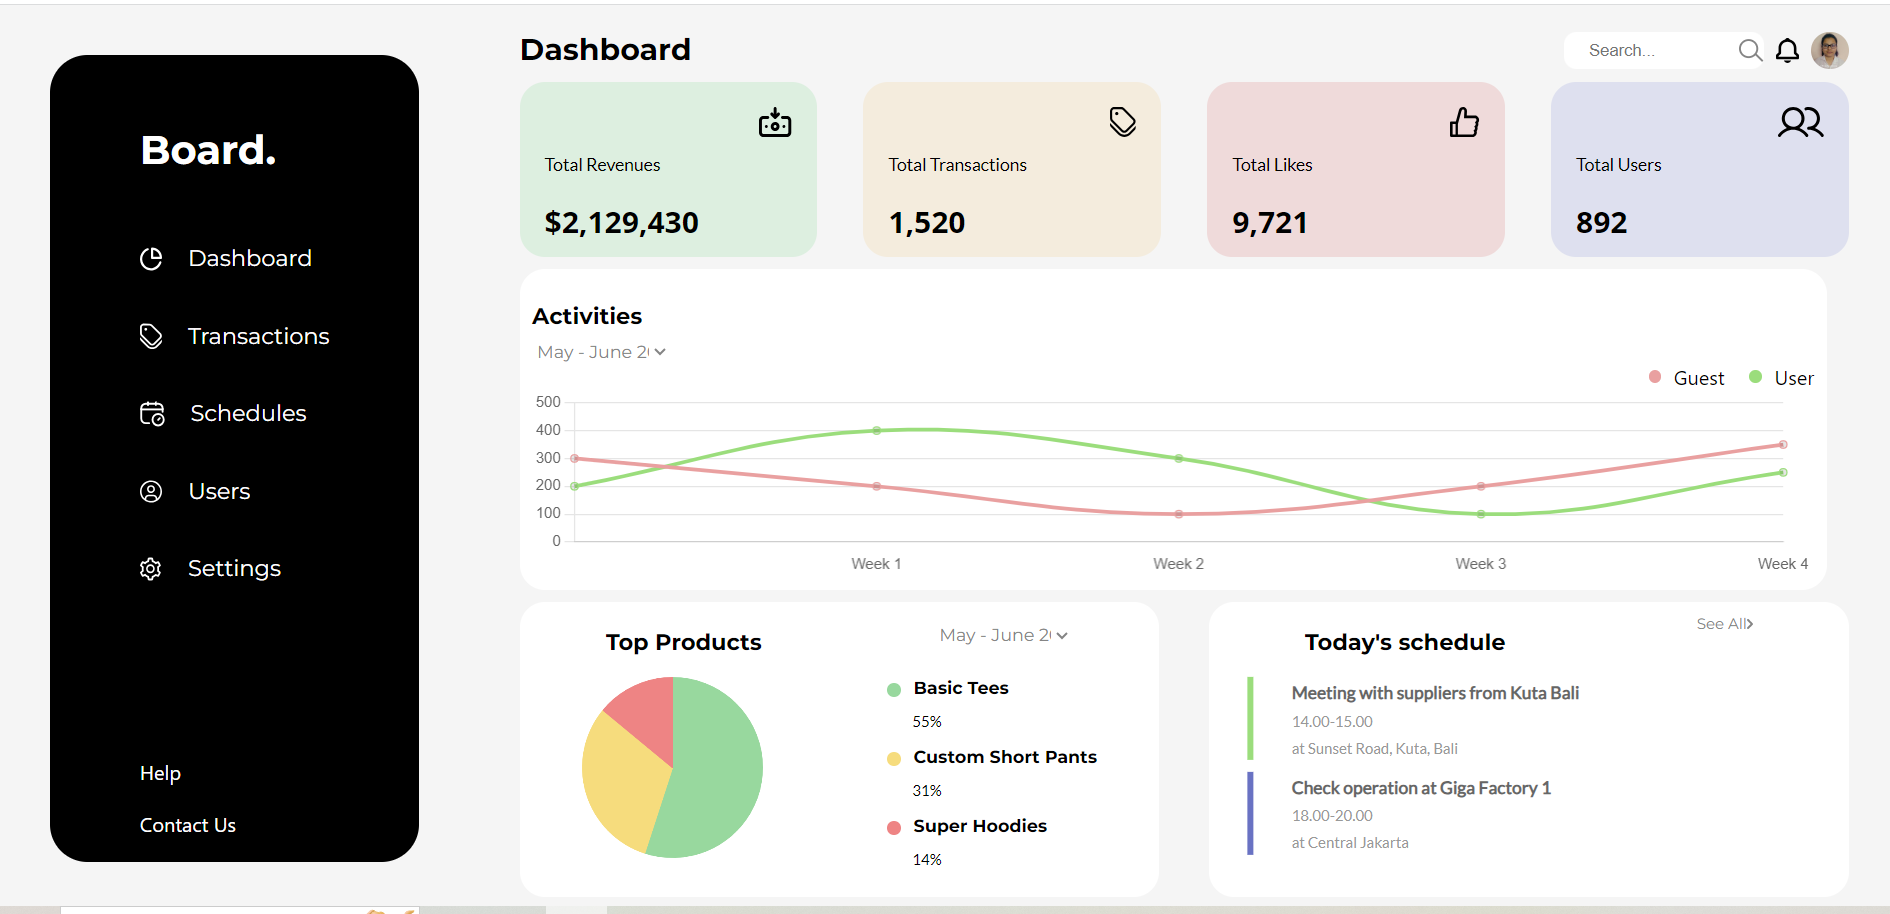 Board.
Dashboard
Transactions
Schedules
Users
Settings
Help
Contact Us
Dashboard
Search...
Total Revenues
$2,129,430
Total Transactions
1,520
Total Likes
9,721
Total Users
892
Activities
May - June
Guest User
500
400
300
200
100
0
Week 1 Week 2 Week 3 Week 4
Top Products
May - June
Basic Tees
55%
Custom Short Pants
31%
Super Hoodies
14%
Today's schedule
See All
Meeting with suppliers from Kuta Bali
14.00-15.00
at Sunset Road, Kuta, Bali
Check operation at Giga Factory 1
18.00-20.00
at Central Jakarta